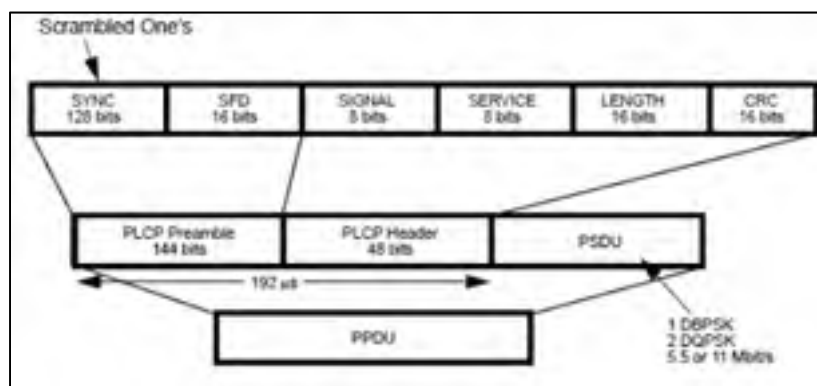 Scrambled One's
SYNC
128 bits
SFD
16 bits
SIGNAL
8 bits
SERVICE
8 bits
LENGTH
16 bits
CRC
16 bits
PLCP Preamble
144 bits
PLCP Header
48 bits
PSDU
192 µs
PPDU
1 DBPSK
2 DQPSK
5.5 or 11 Mbit/s